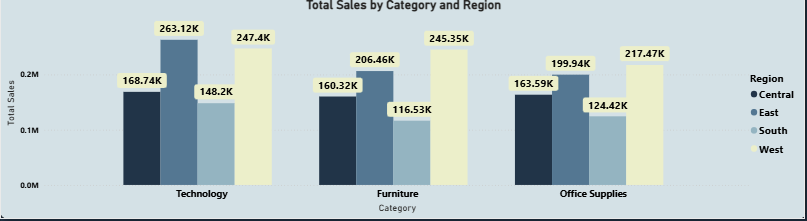 Total Sales by Category and Region
263.12K
247.4K
168.74K
148.2K
245.35K
206.46K
160.32K
116.53K
217.47K
199.94K
163.59K
124.42K
Total Sales
0.2M
0.1M
0.0M
Technology
Furniture
Office Supplies
Category
Region
Central
East
South
West